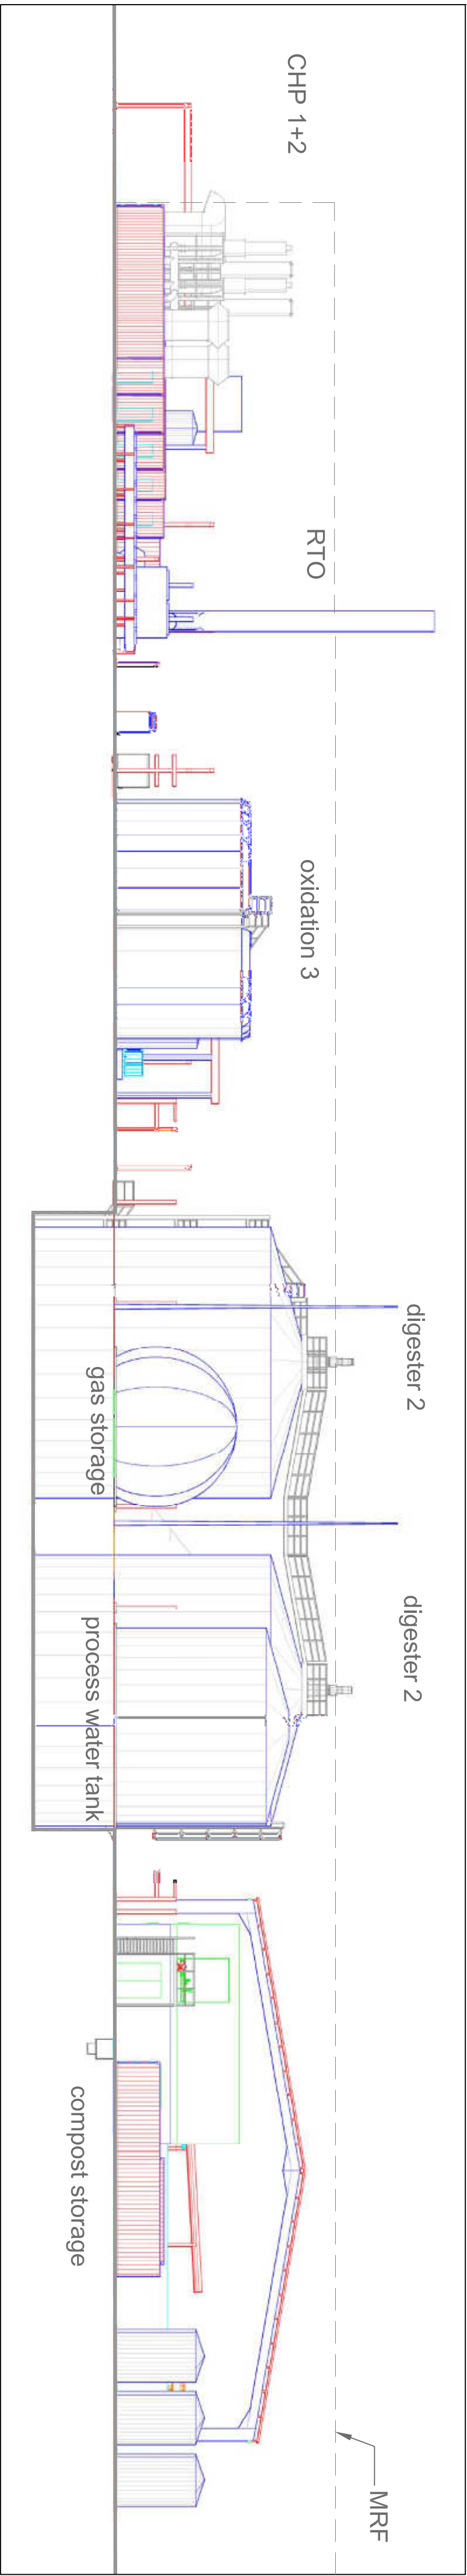 CHP 1+2
RTO
oxidation 3
digester 2
gas storage
digester 2
process water tank
compost storage
MRF